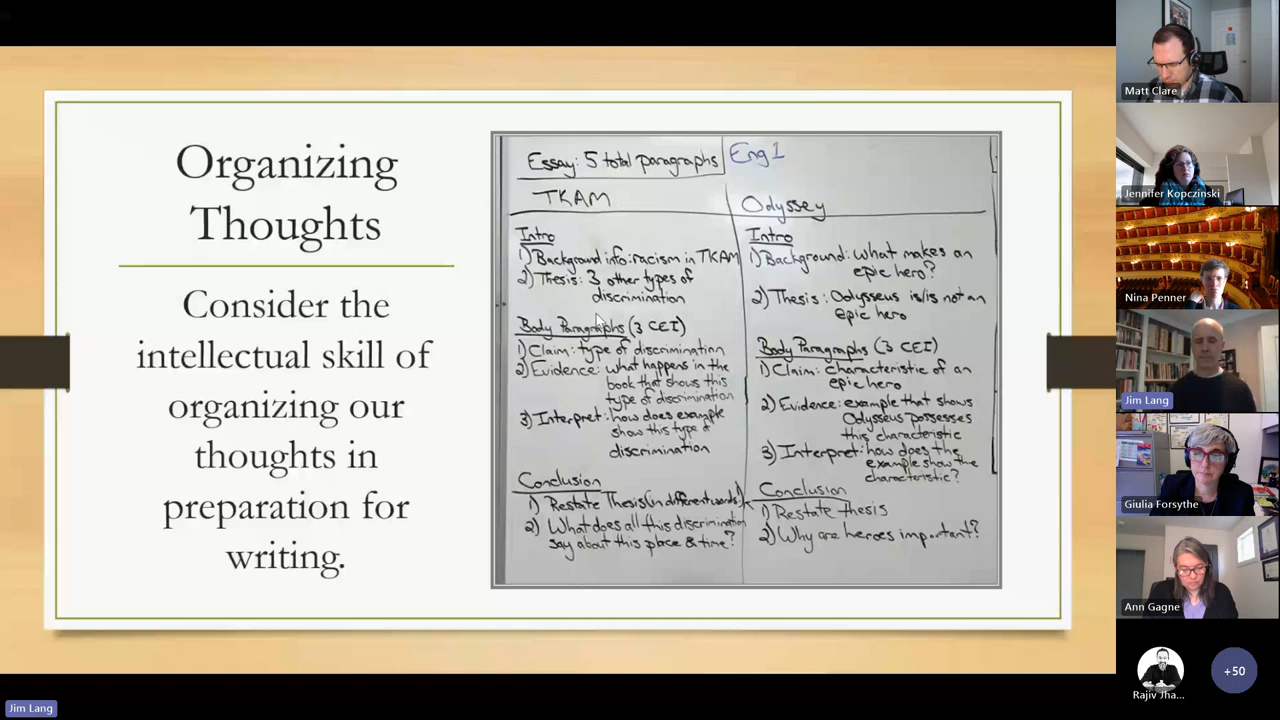 Organizing
Thoughts
Consider the
intellectual skill of
organizing our
thoughts in
preparation for
writing.
Essay: 5 total paragraphs
Eng 1
TKAM
Intro
1) Background info: racism in TKAM
2) Thesis: 3 other types of
discrimination
Body Paragraphs (3 CEI)
1) Claim: type of discrimination
2) Evidence: what happens in the
book that shows this
type of discrimination
3) Interpret: how does example
show this type of
discrimination
Conclusion
1) Restate Thesis (in different words)
2) What does all this discrimination
say about this place & time?
Odyssey
Intro
1) Background: what makes an
epic hero?
2) Thesis: Odysseus is/is not an
epic hero
Body Paragraphs (3 CEI)
1) Claim: characteristic of an
epic hero
2) Evidence: example that shows
Odysseus possesses
this characteristic
3) Interpret: how does the
example show the
characteristic?
Conclusion
1) Restate thesis
2) Why are heroes important?
Matt Clare
Jennifer Kopczinski
Nina Penner
Jim Lang
Giulia Forsythe
Ann Gagne
Rajiv Jha...
+50
Jim Lang